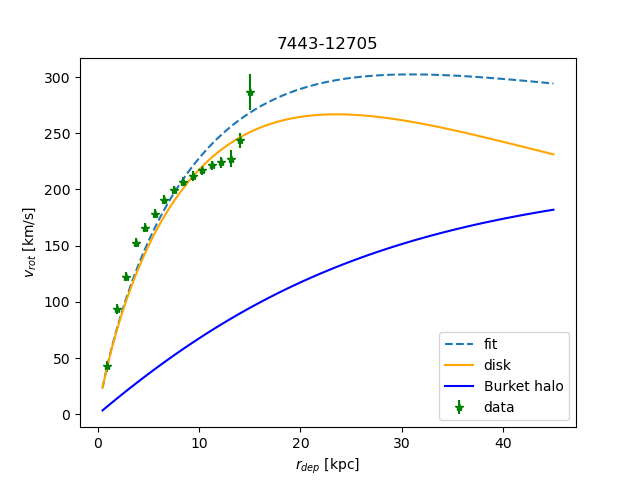 7443-12705
300
250
200
150
100
50
0
v_rot [km/s]
0 10 20 30 40
r_dep [kpc]
fit
disk
Burket halo
data